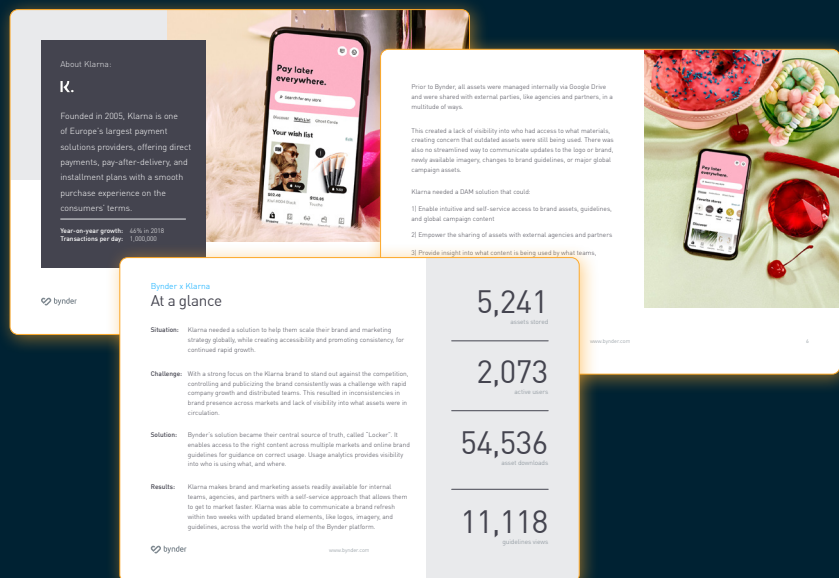 About Klarna:
K.
Founded in 2005, Klarna is one
of Europe's largest payment
solutions providers, offering direct
payments, pay-after-delivery, and
installment plans with a smooth
purchase experience on the
consumers' terms.
Year-on-year growth: 46% in 2018
Transactions per day: 1,000,000
bynder
Pay later
everywhere.
Search for any store
Your wish list
Prior to Bynder, all assets were managed internally via Google Drive
and were shared with external parties, like agencies and partners, in a
multitude of ways.
This created a lack of visibility into who had access to what materials,
creating concern that outdated assets were still being used. There was
also no streamlined way to communicate updates to the logo or brand,
newly available imagery, changes to brand guidelines, or major global
campaign assets.
Klarna needed a DAM solution that could:
1) Enable intuitive and self-service access to brand assets, guidelines,
and global campaign content
2) Empower the sharing of assets with external agencies and partners
3) Provide insight into what content is being used by what teams,
Pay later
everywhere.
www.bynder.com
Bynder x Klarna
At a glance
Situation: Klarna needed a solution to help them scale their brand and marketing
strategy globally, while creating accessibility and promoting consistency, for
continued rapid growth.
Challenge: With a strong focus on the Klarna brand to stand out against the competition,
controlling and publicizing the brand consistently was a challenge with rapid
company growth and distributed teams. This resulted in inconsistencies in
brand presence across markets and lack of visibility into what assets were in
circulation.
Solution: Bynder's solution became their central source of truth, called "Locker". It
enables access to the right content across multiple markets and online brand
guidelines for guidance on correct usage. Usage analytics provides visibility
into who is using what, and where.
Results: Klarna makes brand and marketing assets readily available for internal
teams, agencies, and partners with a self-service approach that allows them
to get to market faster. Klarna was able to communicate a brand refresh
within two weeks with updated brand elements, like logos, imagery, and
guidelines, across the world with the help of the Bynder platform.
bynder
www.bynder.com
5,241
assets stored
2,073
active users
54,536
asset downloads
11,118
guidelines views